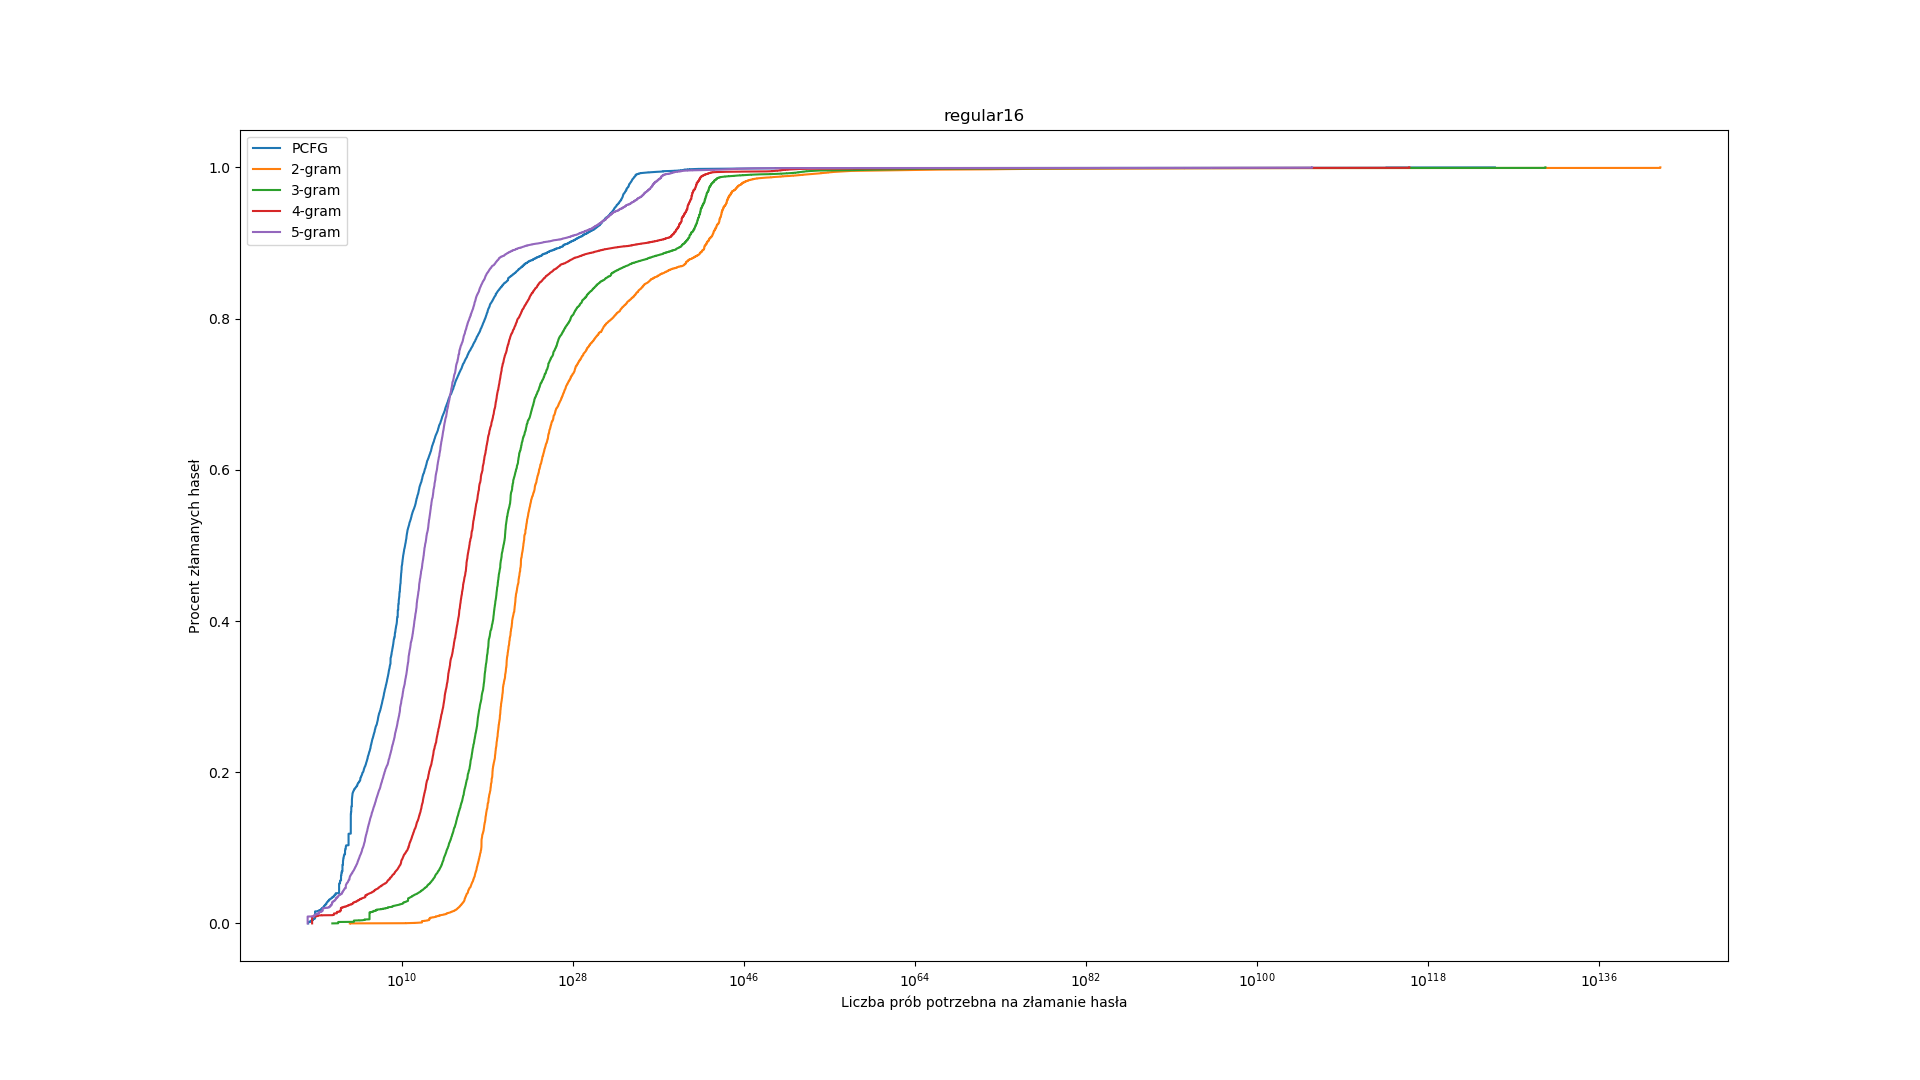 regular16
PCFG
2-gram
3-gram
4-gram
5-gram
Procent złamanych haseł
1.0
0.8
0.6
0.4
0.2
0.0
10^10 10^28 10^46 10^64 10^82 10^100 10^118 10^136
Liczba prób potrzebna na złamanie hasła